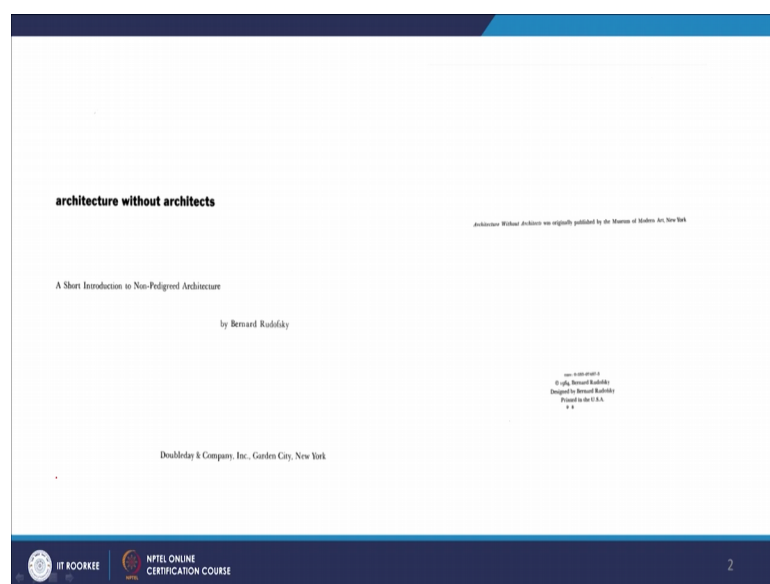 architecture without architects
A Short Introduction to Non-Pedigreed Architecture
by Bernard Rudofsky
Doubleday & Company, Inc., Garden City, New York
Architecture Without Architects was originally published by the Museum of Modern Art, New York
Bernard Rudofsky
Designed by Bernard Rudofsky
Printed in the U.S.A.
IIT ROORKEE
NPTEL ONLINE
CERTIFICATION COURSE
2